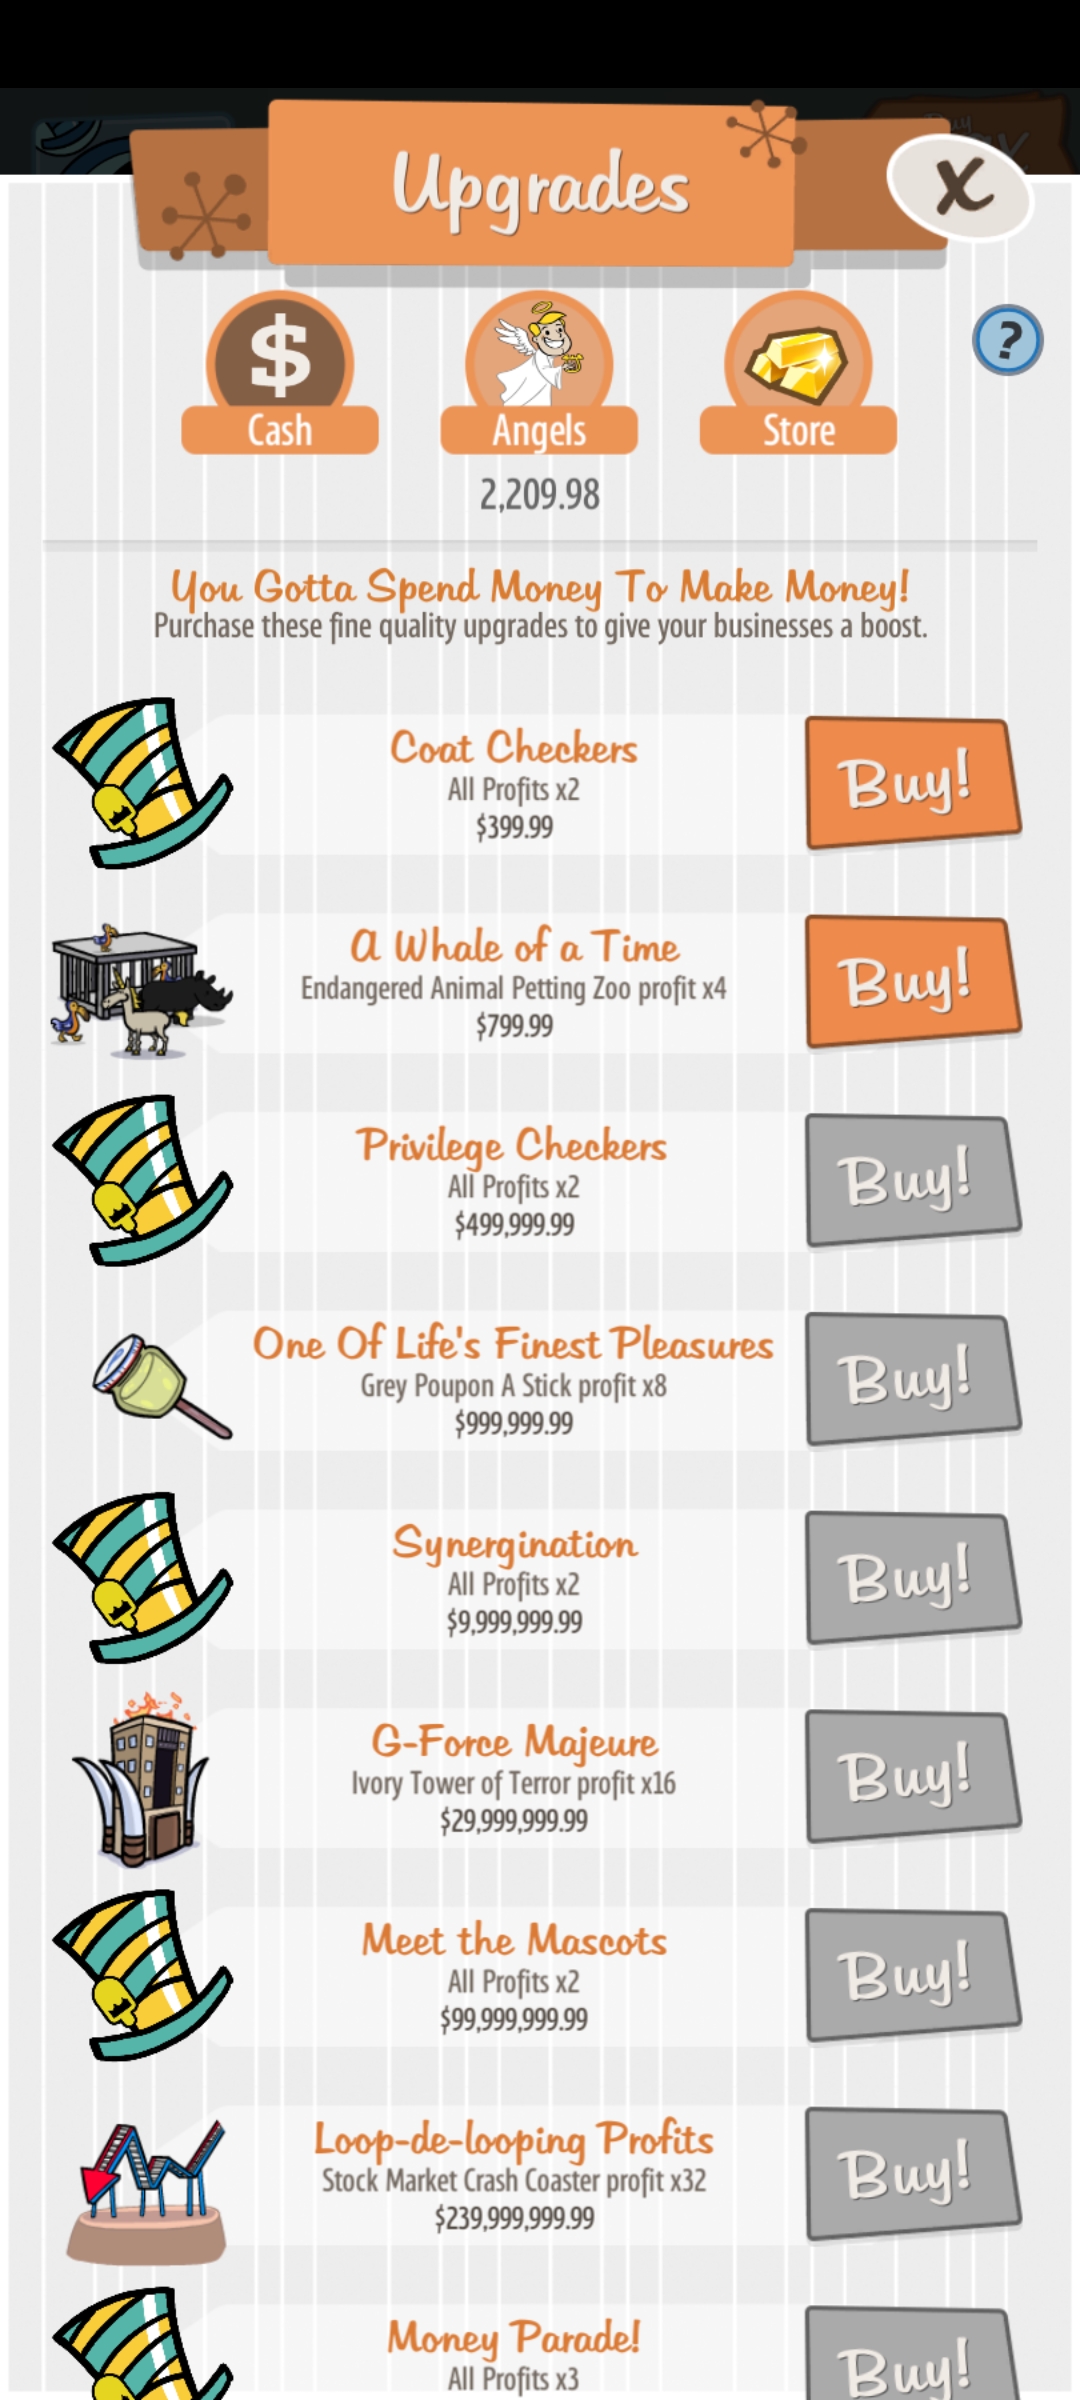 Upgrades
X
$
?
Cash
Angels
Store
2,209.98
You Gotta Spend Money To Make Money!
Purchase these fine quality upgrades to give your businesses a boost.
Coat Checkers
All Profits x2
$399.99
Buy!
A Whale of a Time
Endangered Animal Petting Zoo profit x4
$799.99
Buy!
Privilege Checkers
All Profits x2
$499,999.99
Buy!
One Of Life's Finest Pleasures
Grey Poupon A Stick profit x8
$999,999.99
Buy!
Synergination
All Profits x2
$9,999,999.99
Buy!
G-Force Majeure
Ivory Tower of Terror profit x16
$29,999,999.99
Buy!
Meet the Mascots
All Profits x2
$99,999,999.99
Buy!
Loop-de-looping Profits
Stock Market Crash Coaster profit x32
$239,999,999.99
Buy!
Money Parade!
All Profits x3
Buy!